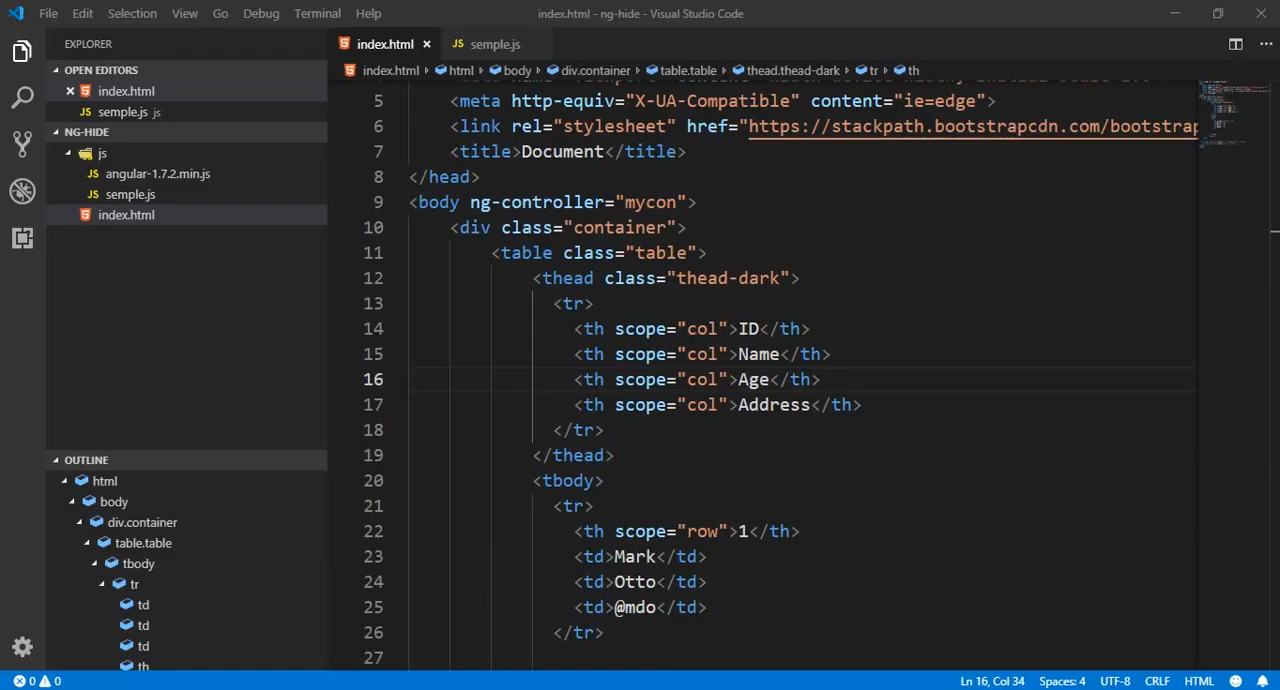 File Edit Selection View Go Debug Terminal Help index.html - ng-hide - Visual Studio Code
EXPLORER
OPEN EDITORS
index.html
semple.js js
NG-HIDE
js
JS angular-1.7.2.min.js
JS semple.js
index.html
OUTLINE
html
body
div.container
table.table
tbody
tr
td
td
td
th
index.html JS semple.js
index.html html body div.container table.table thead.thead-dark tr th
5 <meta http-equiv="X-UA-Compatible" content="ie=edge">
6 <link rel="stylesheet" href="https://stackpath.bootstrapcdn.com/bootstrap
7 <title>Document</title>
8 </head>
9 <body ng-controller="mycon">
10 <div class="container">
11 <table class="table">
12 <thead class="thead-dark">
13 <tr>
14 <th scope="col">ID</th>
15 <th scope="col">Name</th>
16 <th scope="col">Age</th>
17 <th scope="col">Address</th>
18 </tr>
19 </thead>
20 <tbody>
21 <tr>
22 <th scope="row">1</th>
23 <td>Mark</td>
24 <td>Otto</td>
25 <td>@mdo</td>
26 </tr>
27
0 0 Ln 16, Col 34 Spaces: 4 UTF-8 CRLF HTML